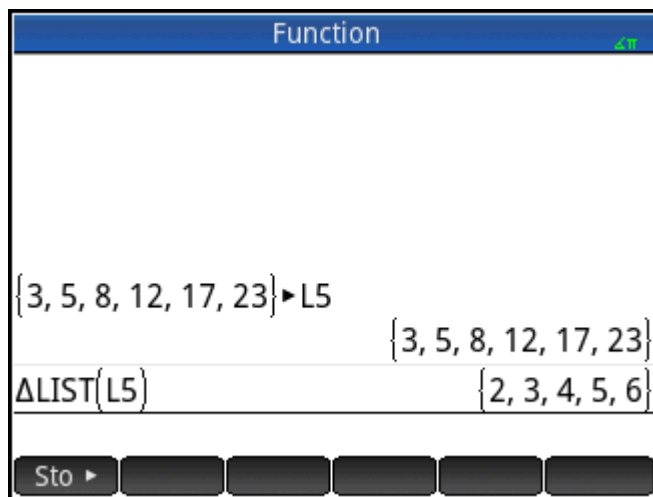 Function
∡π
{3, 5, 8, 12, 17, 23}▶L5
{3, 5, 8, 12, 17, 23}
ΔLIST(L5) {2, 3, 4, 5, 6}
Sto ▶